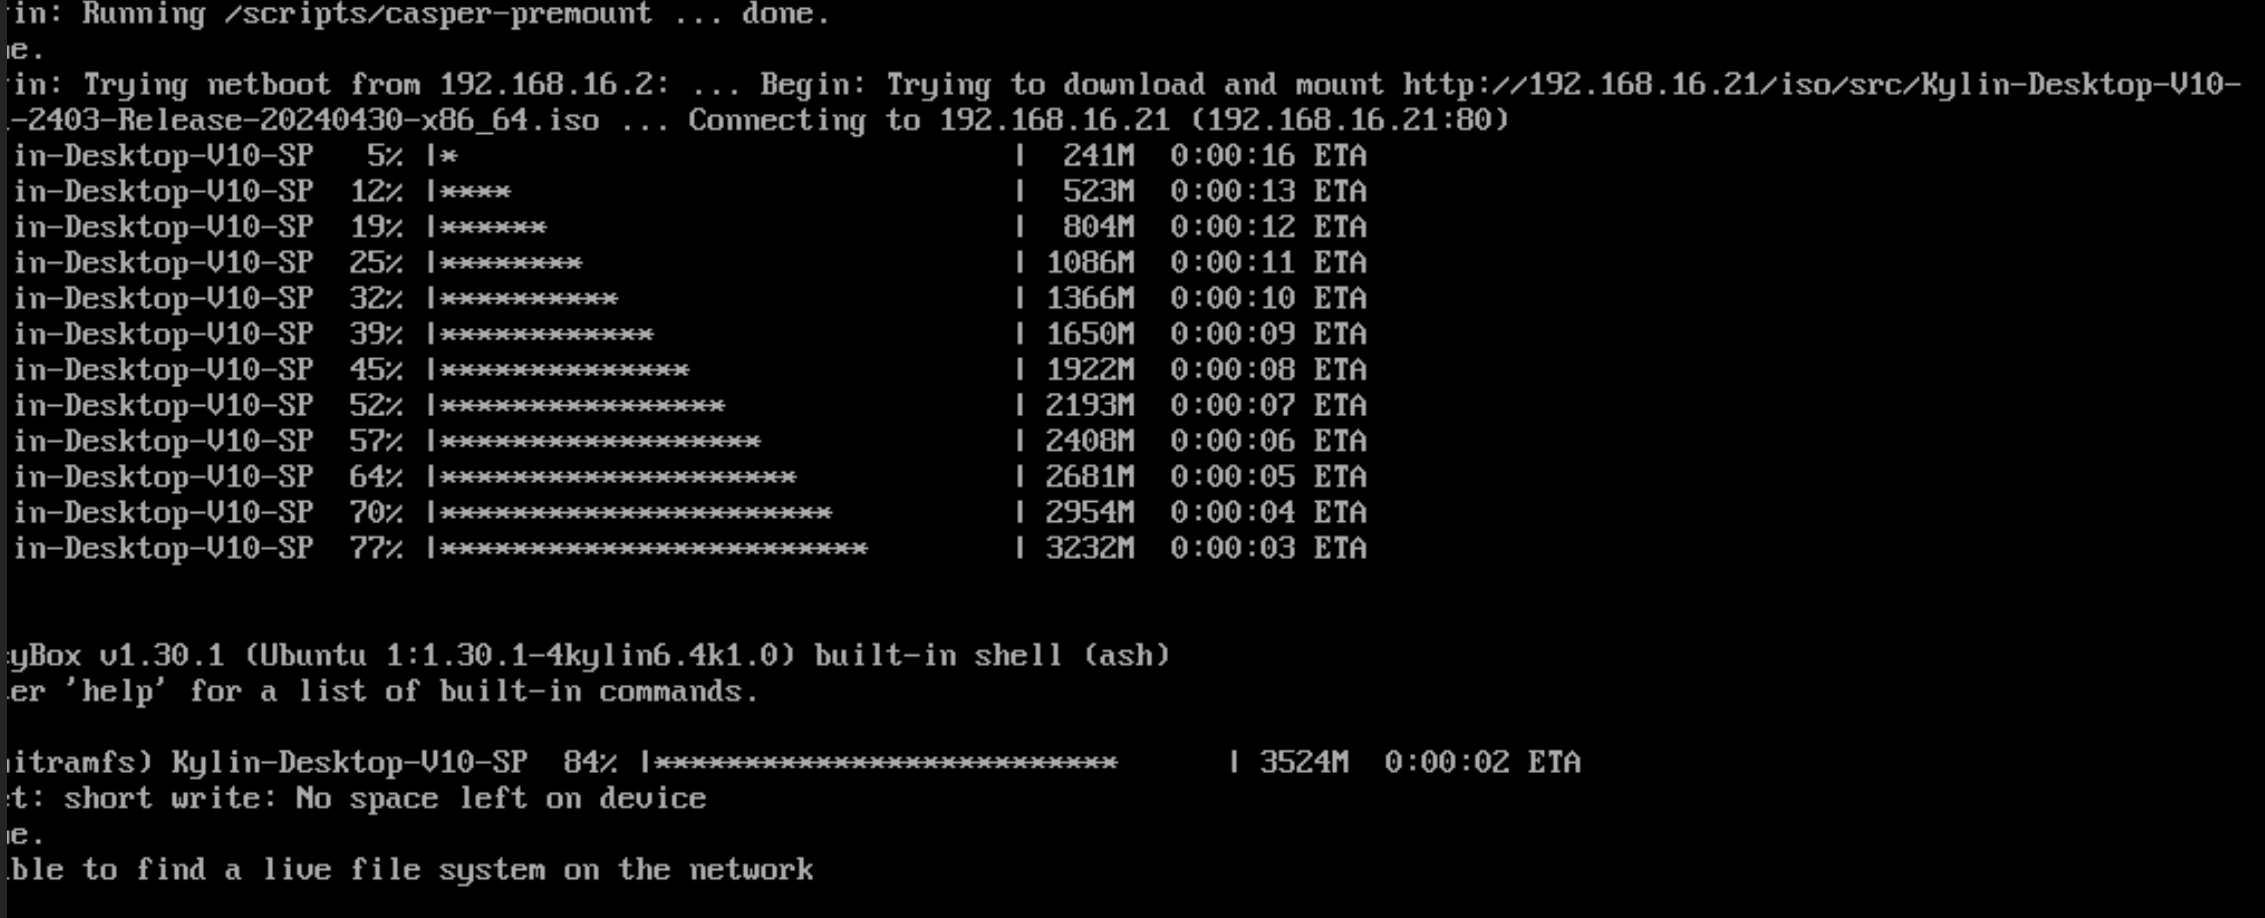 in: Running /scripts/casper-premount ... done.
e.
in: Trying netboot from 192.168.16.2: ... Begin: Trying to download and mount http://192.168.16.21/iso/src/Kylin-Desktop-V10-
-2403-Release-20240430-x86_64.iso ... Connecting to 192.168.16.21 (192.168.16.21:80)
in-Desktop-V10-SP   5% |*                               |   241M  0:00:16 ETA
in-Desktop-V10-SP  12% |****                            |   523M  0:00:13 ETA
in-Desktop-V10-SP  19% |******                          |   804M  0:00:12 ETA
in-Desktop-V10-SP  25% |********                        |  1086M  0:00:11 ETA
in-Desktop-V10-SP  32% |**********                      |  1366M  0:00:10 ETA
in-Desktop-V10-SP  39% |************                    |  1650M  0:00:09 ETA
in-Desktop-V10-SP  45% |**************                  |  1922M  0:00:08 ETA
in-Desktop-V10-SP  52% |****************                |  2193M  0:00:07 ETA
in-Desktop-V10-SP  57% |******************              |  2408M  0:00:06 ETA
in-Desktop-V10-SP  64% |********************            |  2681M  0:00:05 ETA
in-Desktop-V10-SP  70% |**********************          |  2954M  0:00:04 ETA
in-Desktop-V10-SP  77% |************************        |  3232M  0:00:03 ETA
yBox v1.30.1 (Ubuntu 1:1.30.1-4kylin6.4k1.0) built-in shell (ash)
er 'help' for a list of built-in commands.
itramfs) Kylin-Desktop-V10-SP  84% |**************************      | 3524M  0:00:02 ETA
t: short write: No space left on device
e.
ble to find a live file system on the network